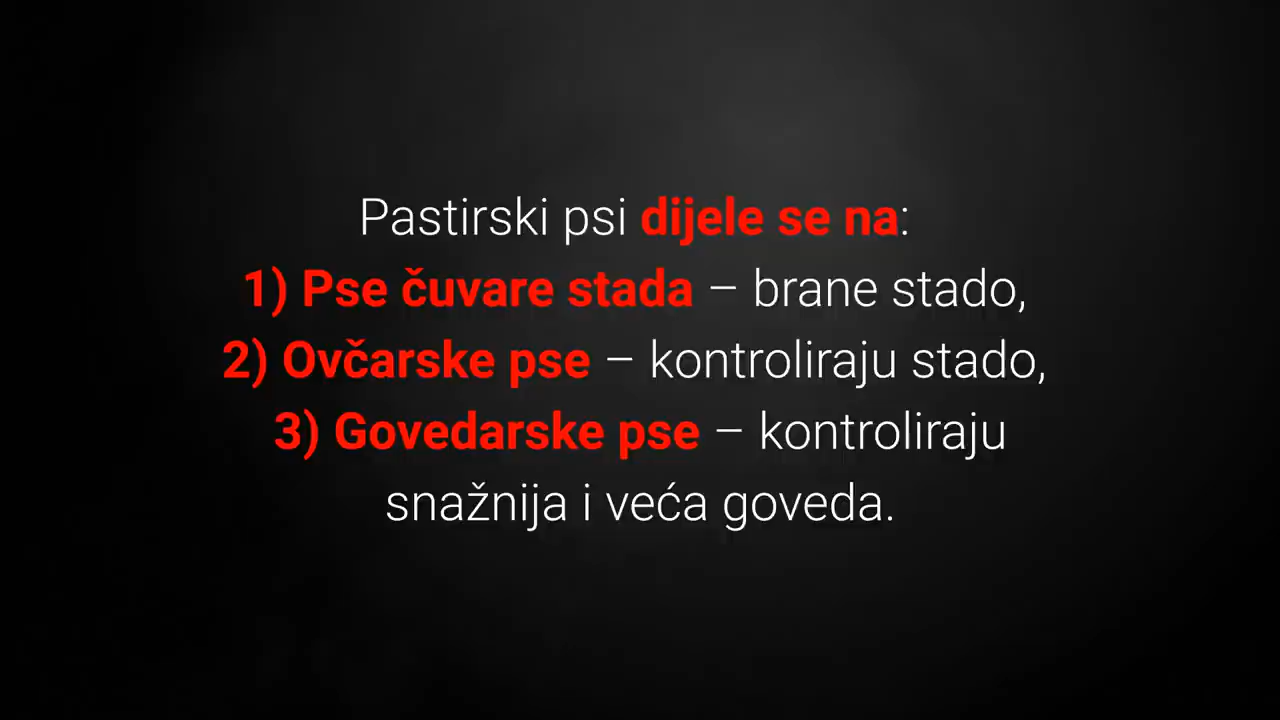 Pastirski psi dijele se na:
1) Pse čuvare stada – brane stado,
2) Ovčarske pse – kontroliraju stado,
3) Govedarske pse – kontroliraju
snažnija i veća goveda.